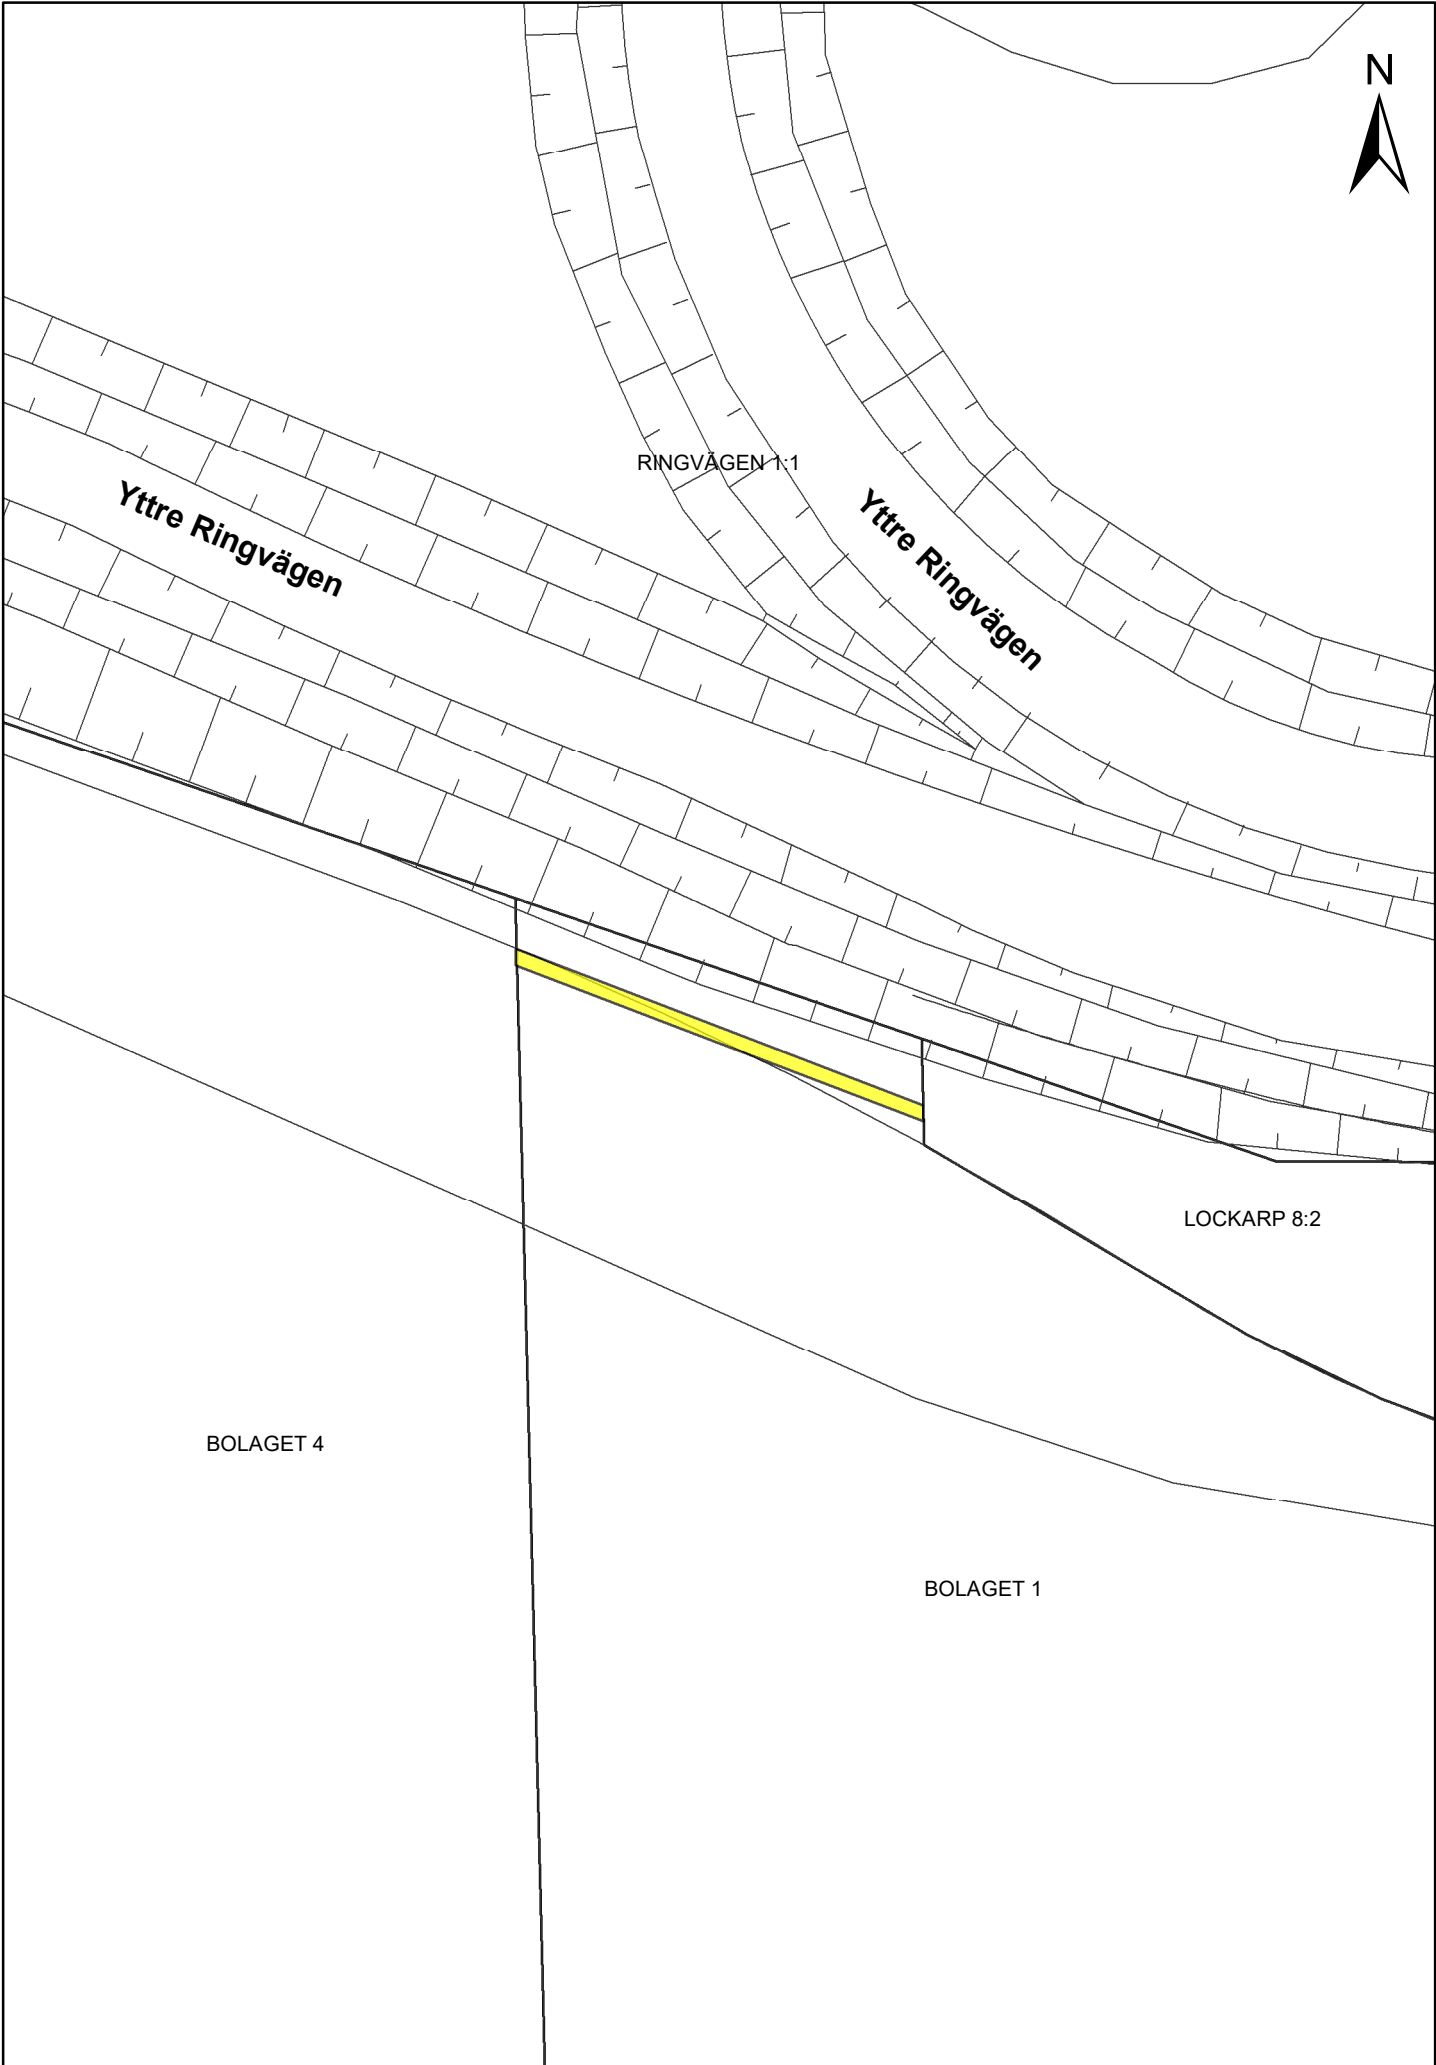 N
RINGVÄGEN 1:1
Yttre Ringvägen
Yttre Ringvägen
LOCKARP 8:2
BOLAGET 4
BOLAGET 1